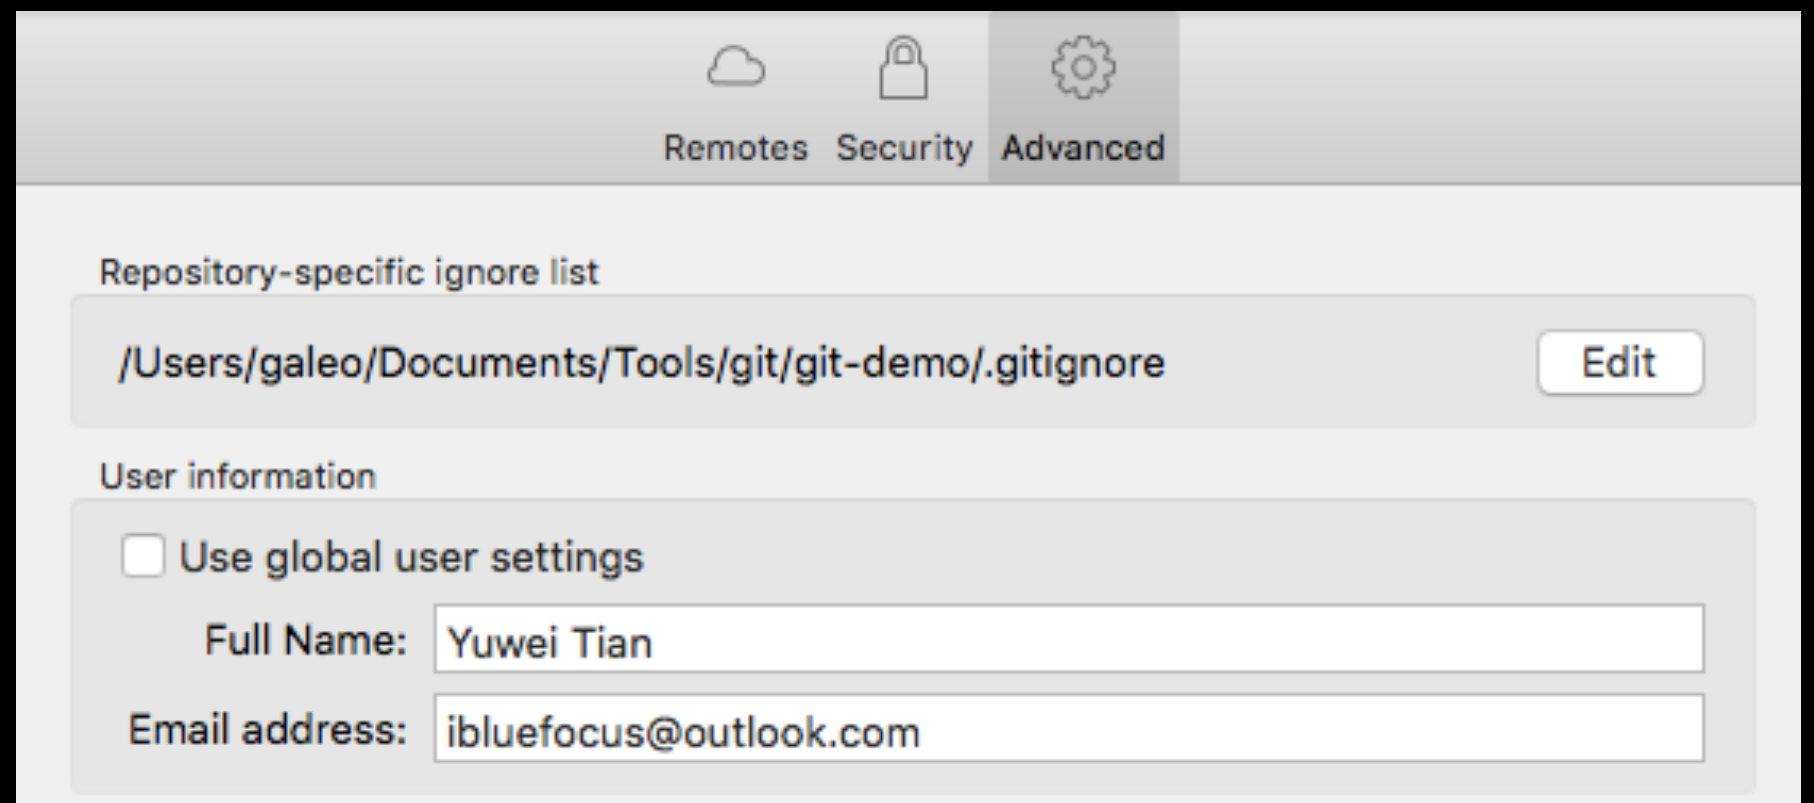 Remotes Security Advanced
Repository-specific ignore list
/Users/galeo/Documents/Tools/git/git-demo/.gitignore Edit
User information
Use global user settings
Full Name: Yuwei Tian
Email address: ibluefocus@outlook.com